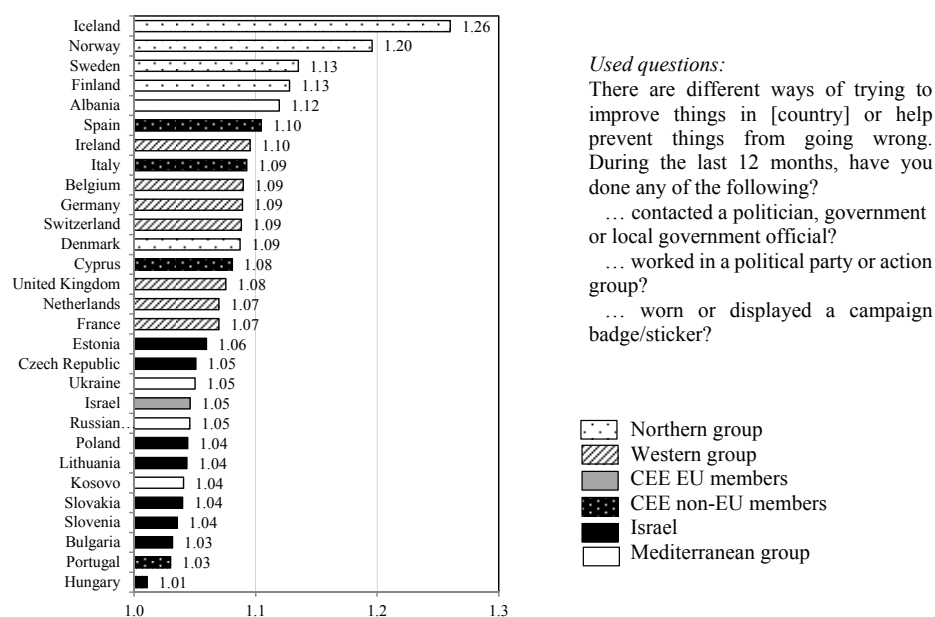 Iceland 1.26
Norway 1.20
Sweden 1.13
Finland 1.13
Albania 1.12
Spain 1.10
Ireland 1.10
Italy 1.09
Belgium 1.09
Germany 1.09
Switzerland 1.09
Denmark 1.09
Cyprus 1.08
United Kingdom 1.08
Netherlands 1.07
France 1.07
Estonia 1.06
Czech Republic 1.05
Ukraine 1.05
Israel 1.05
Russian... 1.05
Poland 1.04
Lithuania 1.04
Kosovo 1.04
Slovakia 1.04
Slovenia 1.04
Bulgaria 1.03
Portugal 1.03
Hungary 1.01
1.0 1.1 1.2 1.3
Used questions:
There are different ways of trying to
improve things in [country] or help
prevent things from going wrong.
During the last 12 months, have you
done any of the following?
… contacted a politician, government
or local government official?
… worked in a political party or action
group?
… worn or displayed a campaign
badge/sticker?
Northern group
Western group
CEE EU members
CEE non-EU members
Israel
Mediterranean group